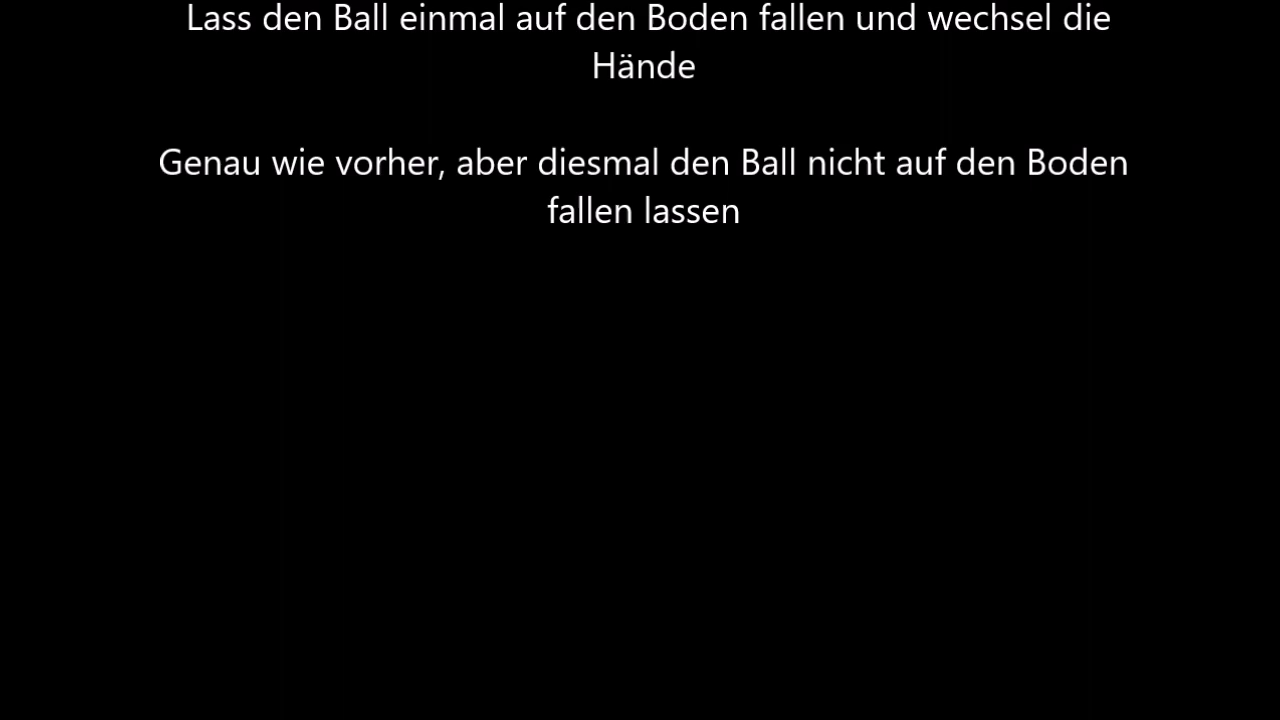 Lass den Ball einmal auf den Boden fallen und wechsel die
Hände
Genau wie vorher, aber diesmal den Ball nicht auf den Boden
fallen lassen